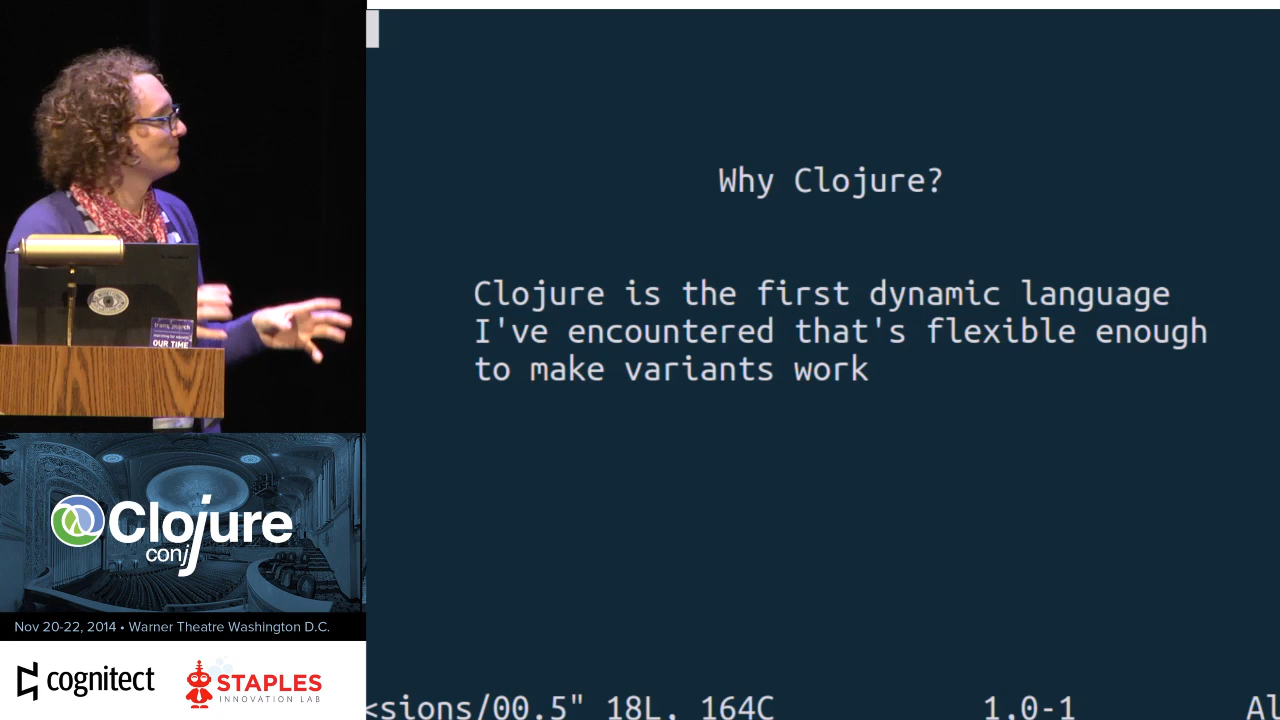 Why Clojure?
Clojure is the first dynamic language
I've encountered that's flexible enough
to make variants work
<sions/00.5" 18L, 164C 1,0-1 Al
OUR TIME
Clojure
conj
Nov 20-22, 2014 • Warner Theatre Washington D.C.
cognitect
STAPLES
INNOVATION LAB